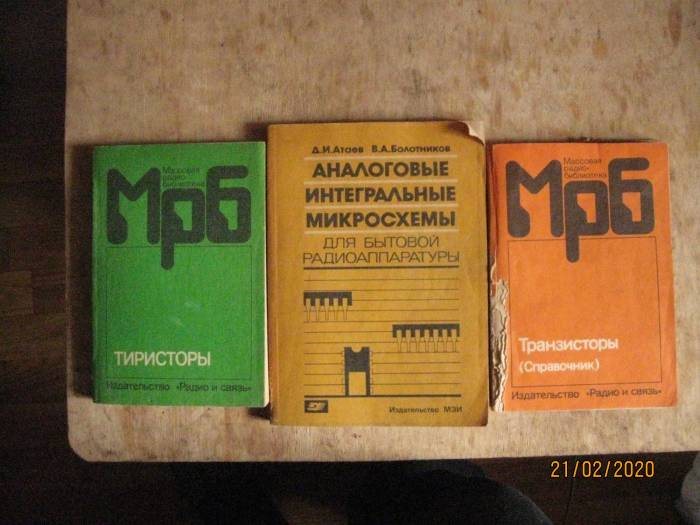 Массовая
радио-
библиотека
Мрб
ТИРИСТОРЫ
Издательство «Радио и связь»
Д.И.Атаев В.А.Болотников
АНАЛОГОВЫЕ
ИНТЕГРАЛЬНЫЕ
МИКРОСХЕМЫ
ДЛЯ БЫТОВОЙ
РАДИОАППАРАТУРЫ
Издательство МЭИ
Массовая
радио-
библиотека
Мрб
Транзисторы
(Справочник)
Издательство «Радио и связь»
21/02/2020